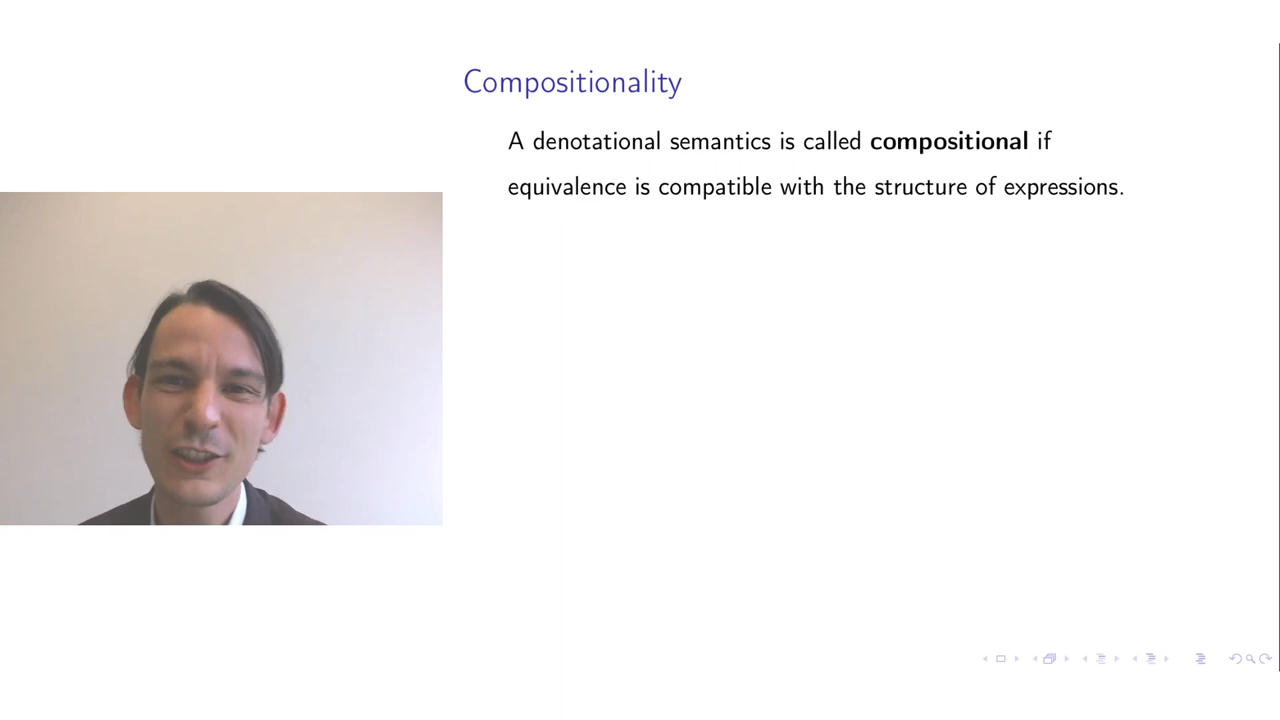 Compositionality
A denotational semantics is called compositional if
equivalence is compatible with the structure of expressions.